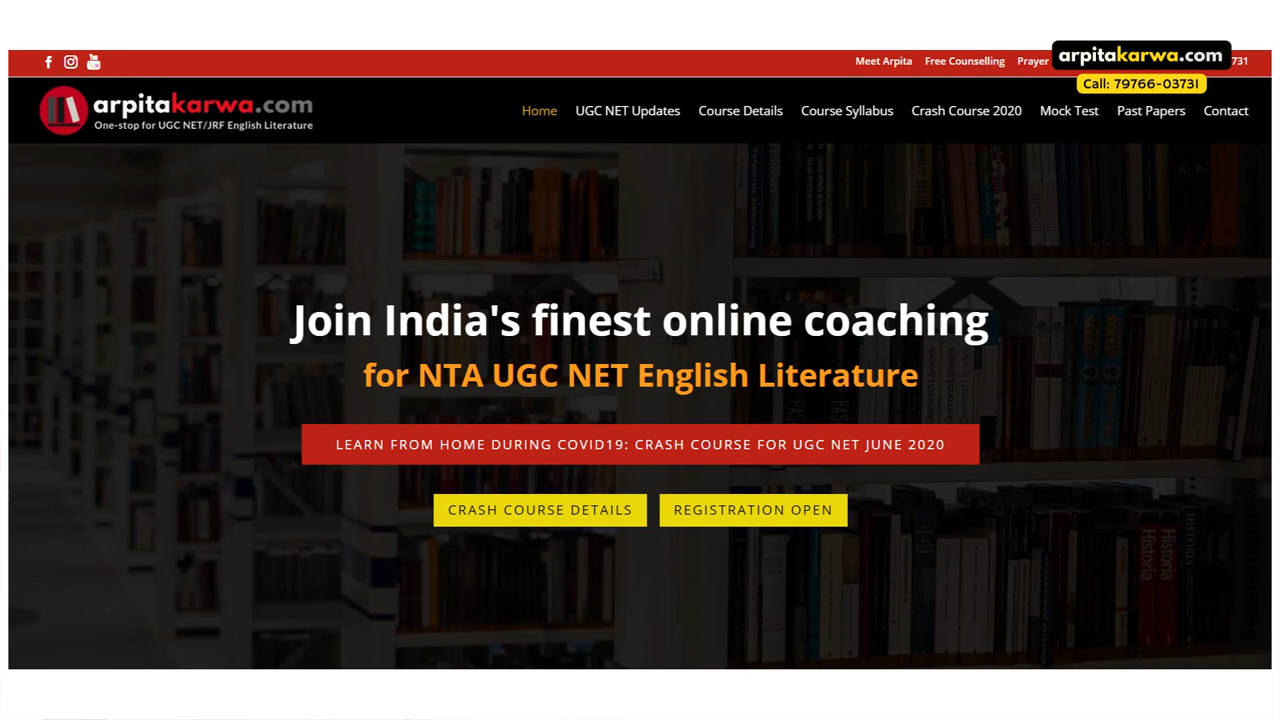 Meet Arpita Free Counselling Prayer 731
arpitakarwa.com
Call: 79766-03731
arpitakarwa.com
One-stop for UGC NET/JRF English Literature
Home UGC NET Updates Course Details Course Syllabus Crash Course 2020 Mock Test Past Papers Contact
Join India's finest online coaching
for NTA UGC NET English Literature
LEARN FROM HOME DURING COVID19: CRASH COURSE FOR UGC NET JUNE 2020
CRASH COURSE DETAILS REGISTRATION OPEN
Historia
Historia
HISTORIA